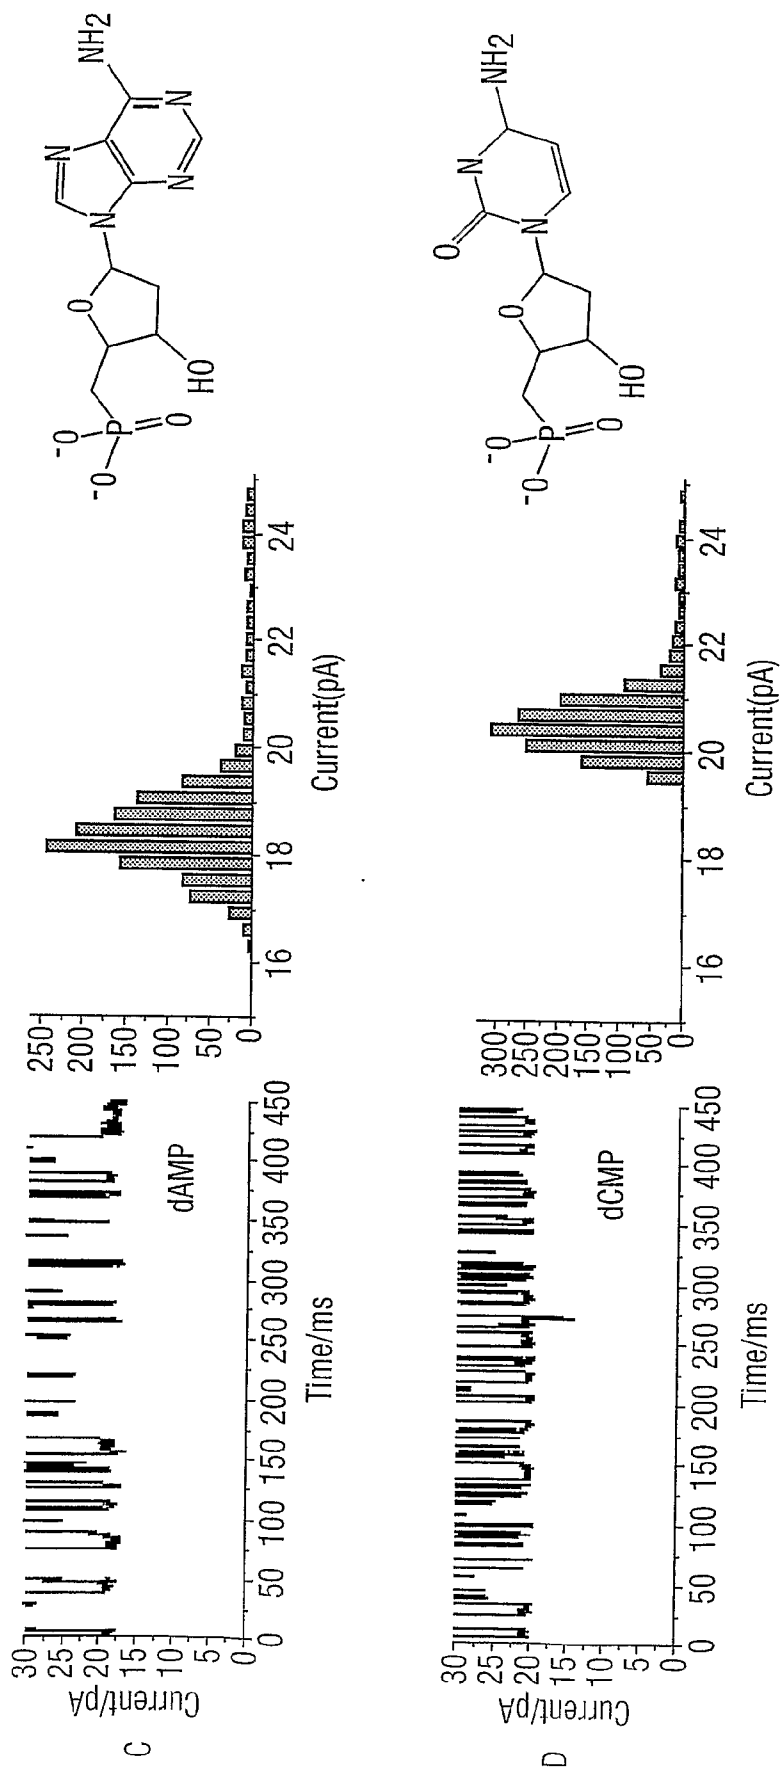 C
Current/pA
30
25
20
15
10
5
0
0 50 100 150 200 250 300 350 400 450
Time/ms
dAMP
250
200
150
100
50
0
16 18 20 22 24
Current(pA)
-O
-O
P
O
HO
O
N
N
N
N
NH2
D
Current/pA
30
25
20
15
10
5
0
0 50 100 150 200 250 300 350 400 450
Time/ms
dCMP
300
250
200
150
100
50
0
16 18 20 22 24
Current(pA)
-O
-O
P
O
HO
O
N
O
N
NH2